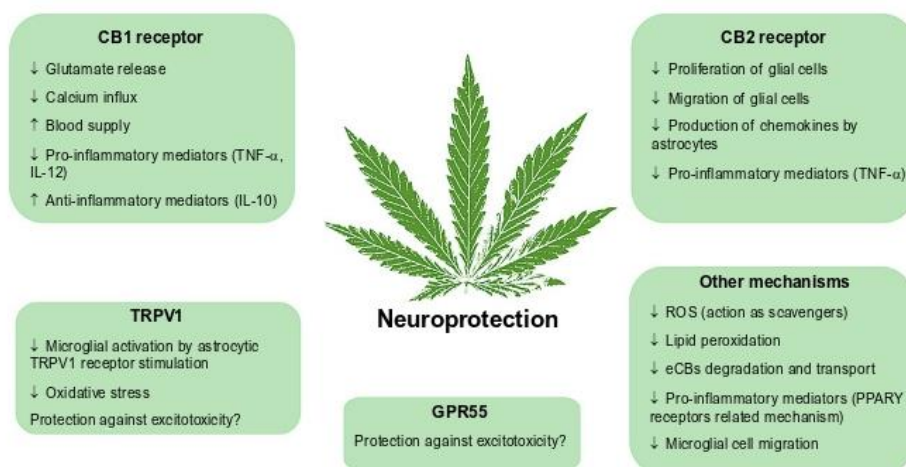 CB1 receptor
↓ Glutamate release
↓ Calcium influx
↑ Blood supply
↓ Pro-inflammatory mediators (TNF-α,
IL-12)
↑ Anti-inflammatory mediators (IL-10)
CB2 receptor
↓ Proliferation of glial cells
↓ Migration of glial cells
↓ Production of chemokines by
astrocytes
↓ Pro-inflammatory mediators (TNF-α)
Neuroprotection
TRPV1
↓ Microglial activation by astrocytic
TRPV1 receptor stimulation
↓ Oxidative stress
Protection against excitotoxicity?
GPR55
Protection against excitotoxicity?
Other mechanisms
↓ ROS (action as scavengers)
↓ Lipid peroxidation
↓ eCBs degradation and transport
↓ Pro-inflammatory mediators (PPARY
receptors related mechanism)
↓ Microglial cell migration